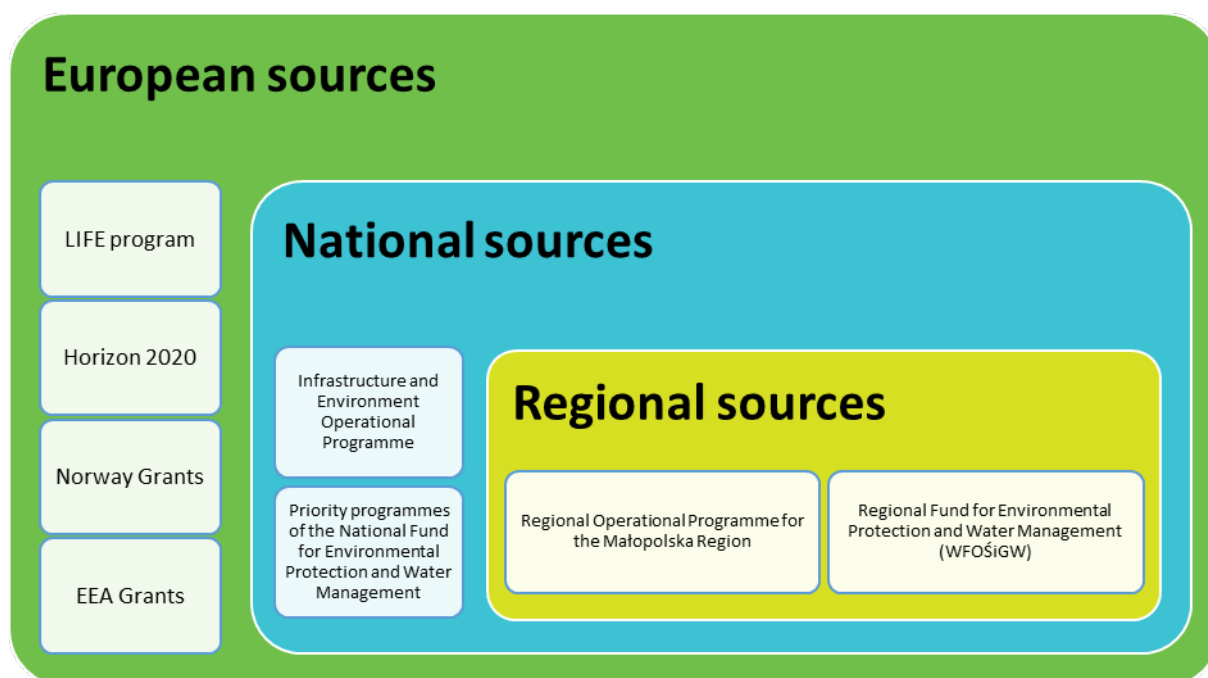 European sources
LIFE program
Horizon 2020
Norway Grants
EEA Grants
National sources
Infrastructure and
Environment
Operational
Programme
Priority programmes
of the National Fund
for Environmental
Protection and Water
Management
Regional sources
Regional Operational Programme for
the Małopolska Region
Regional Fund for Environmental
Protection and Water Management
(WFOŚiGW)